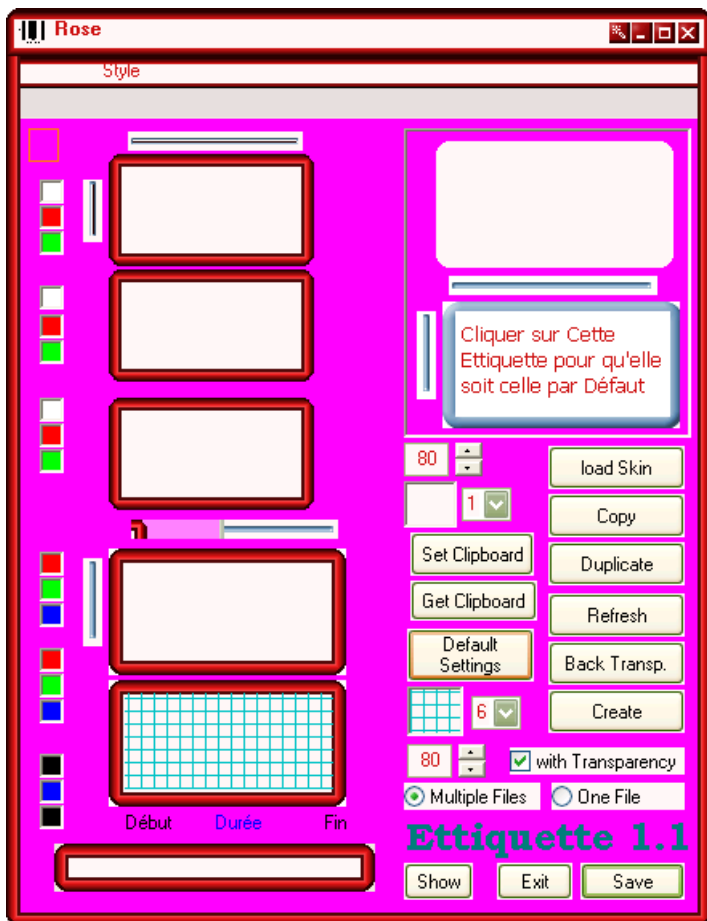 Rose
Style
Cliquer sur Cette
Ettiquette pour qu'elle
soit celle par Défaut
80
load Skin
1
Copy
Set Clipboard
Duplicate
Get Clipboard
Refresh
Default
Settings
Back Transp.
6
Create
80
with Transparency
Multiple Files
One File
Début
Durée
Fin
Ettiquette 1.1
Show
Exit
Save